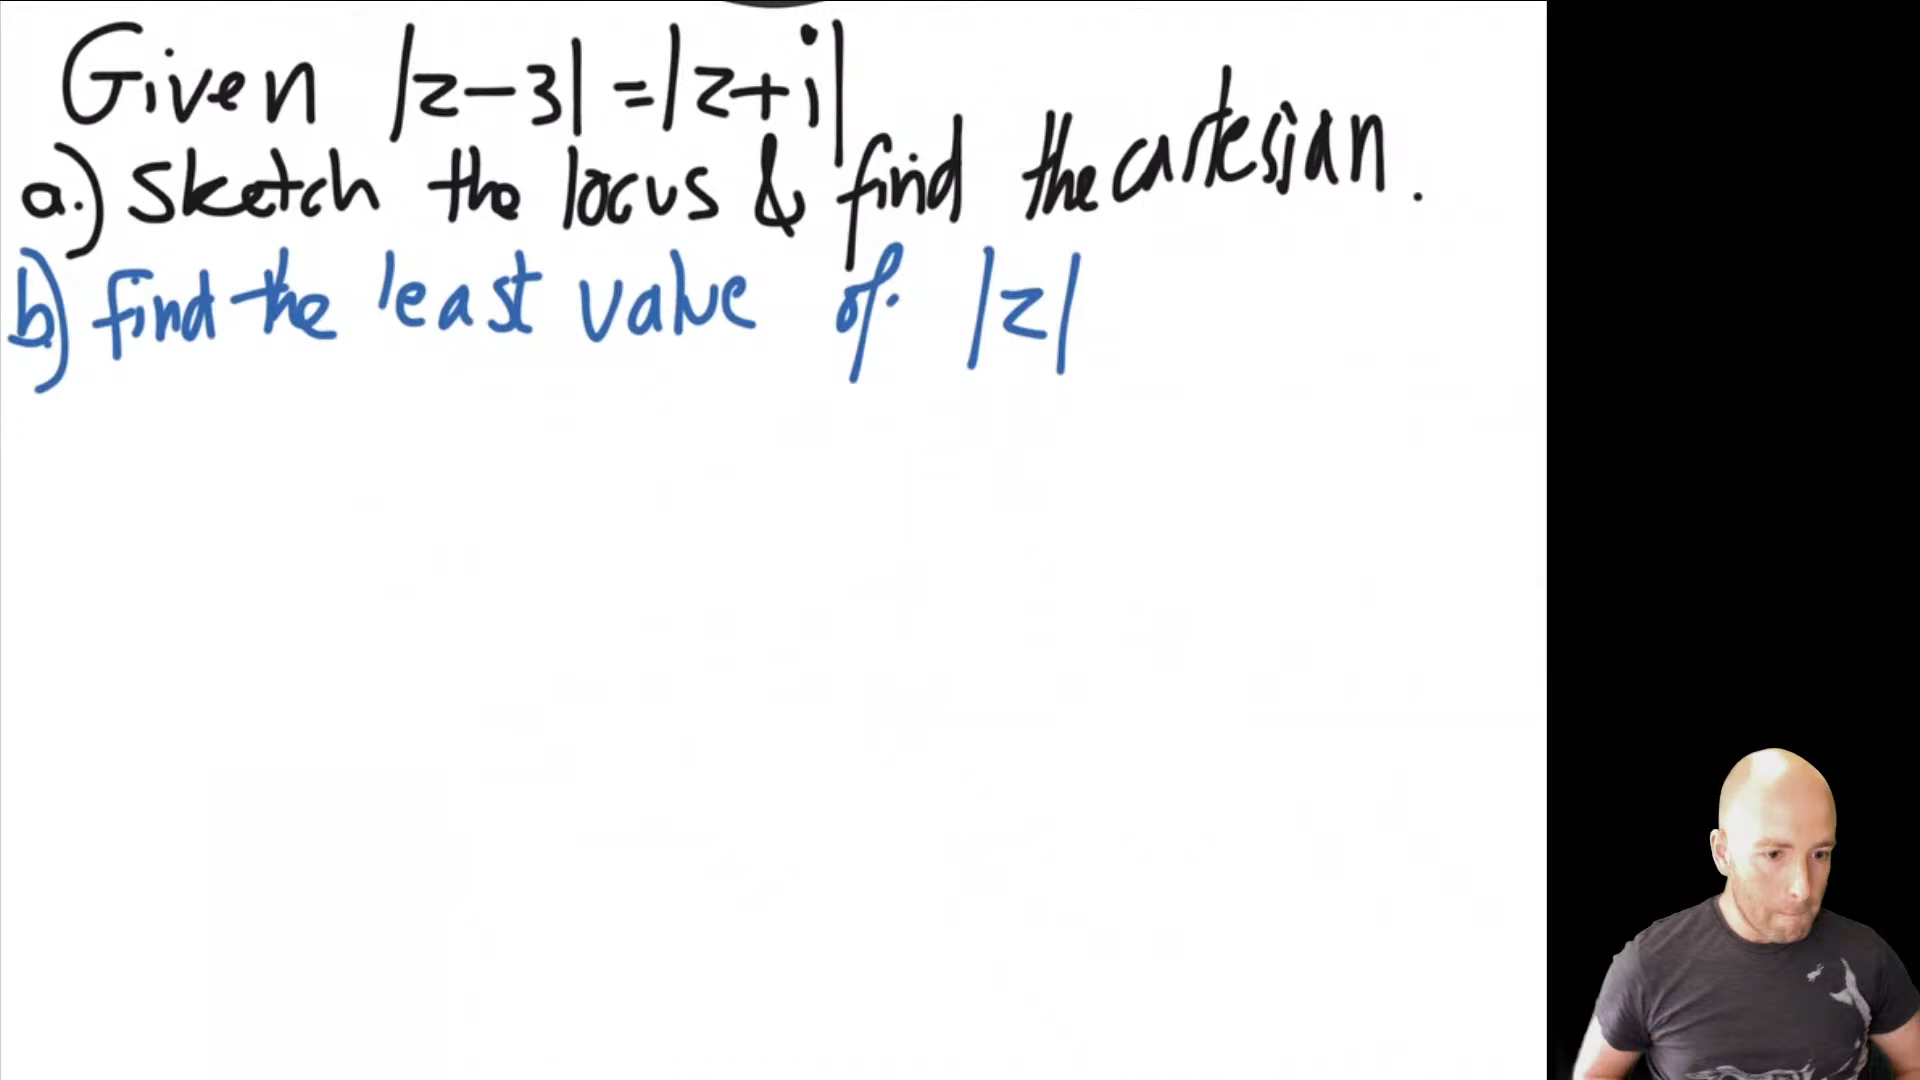 Given |z-3| = |z+i|
a.) Sketch the locus & find the cartesian.
b) find the least value of. |z|